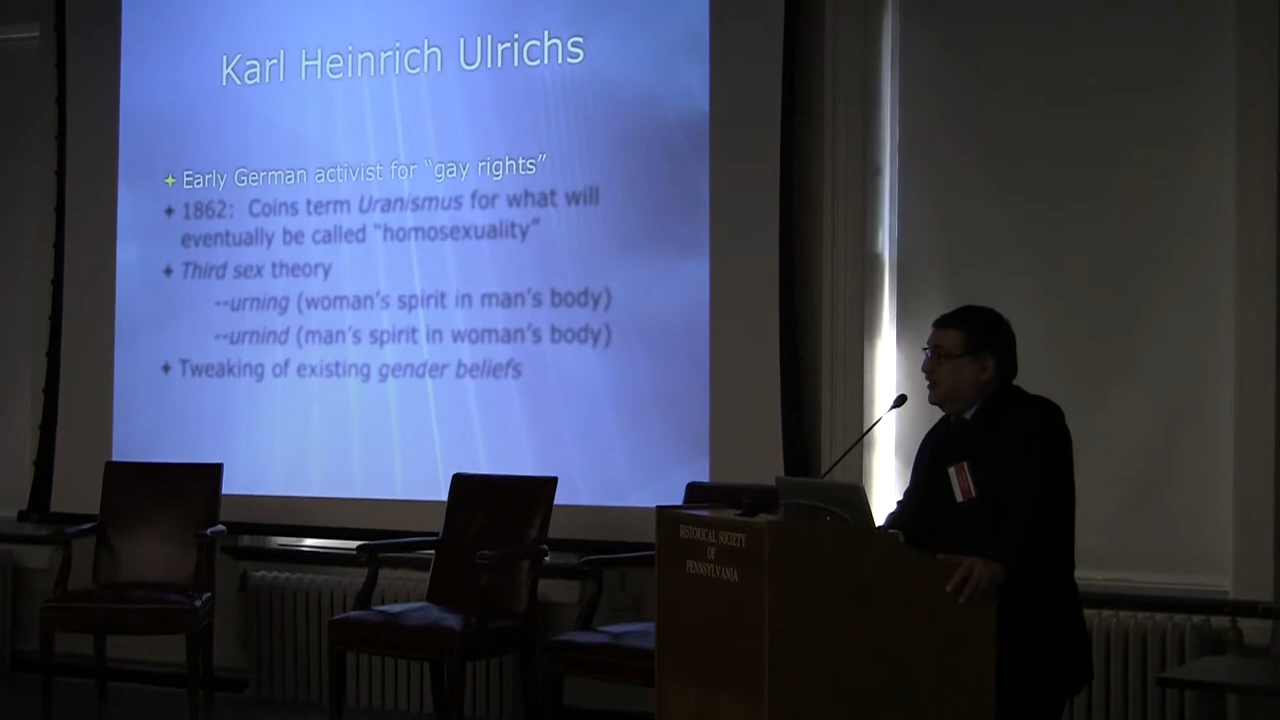 Karl Heinrich Ulrichs
+ Early German activist for “gay rights”
+ 1862: Coins term Uranismus for what will
eventually be called “homosexuality”
+ Third sex theory
--urning (woman’s spirit in man’s body)
--urnind (man’s spirit in woman’s body)
+ Tweaking of existing gender beliefs
HISTORICAL SOCIETY
OF
PENNSYLVANIA